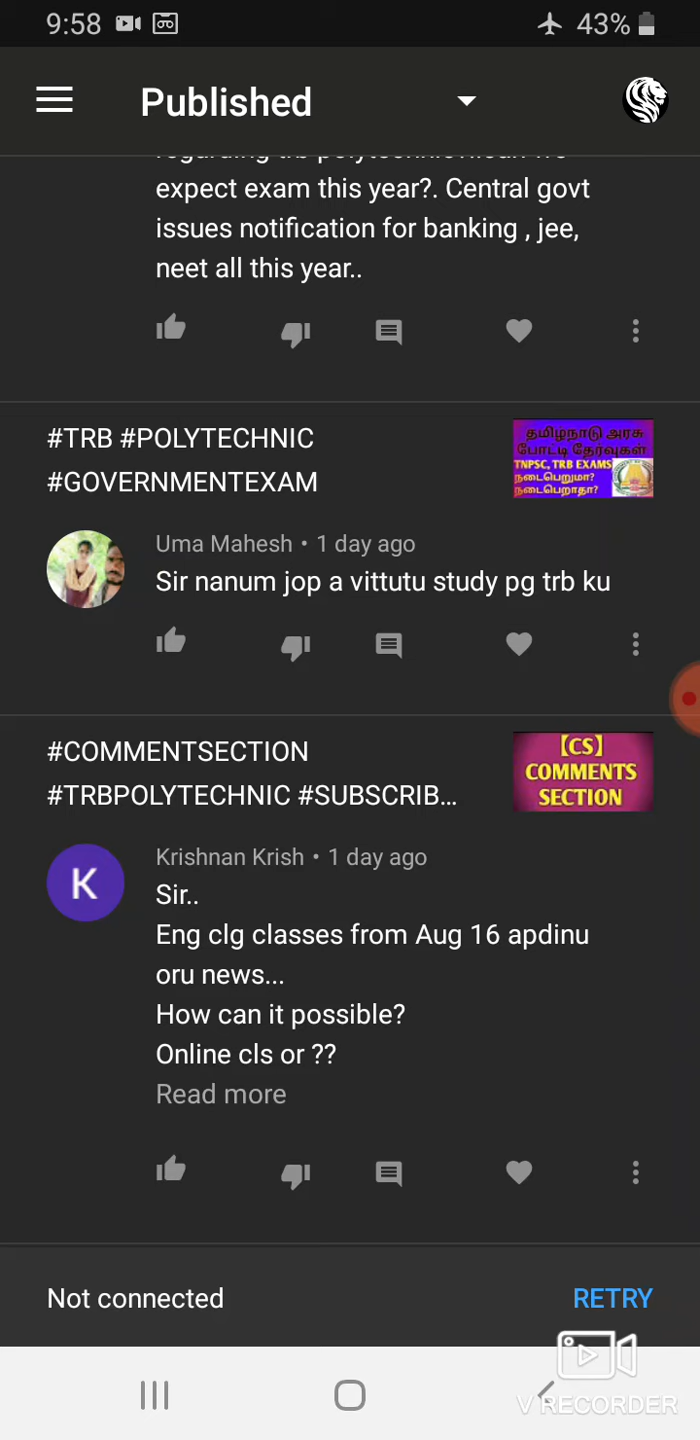 9:58
43%
Published
expect exam this year?. Central govt
issues notification for banking , jee,
neet all this year..
#TRB #POLYTECHNIC
#GOVERNMENTEXAM
தமிழ்நாடு அரசு
போட்டி தேர்வுகள்
TNPSC, TRB EXAMS
நடைபெறுமா?
நடைபெறாதா?
Uma Mahesh • 1 day ago
Sir nanum jop a vittutu study pg trb ku
#COMMENTSECTION
#TRBPOLYTECHNIC #SUBSCRIB...
【CS】
COMMENTS
SECTION
K
Krishnan Krish • 1 day ago
Sir..
Eng clg classes from Aug 16 apdinu
oru news...
How can it possible?
Online cls or ??
Read more
Not connected
RETRY
V RECORDER